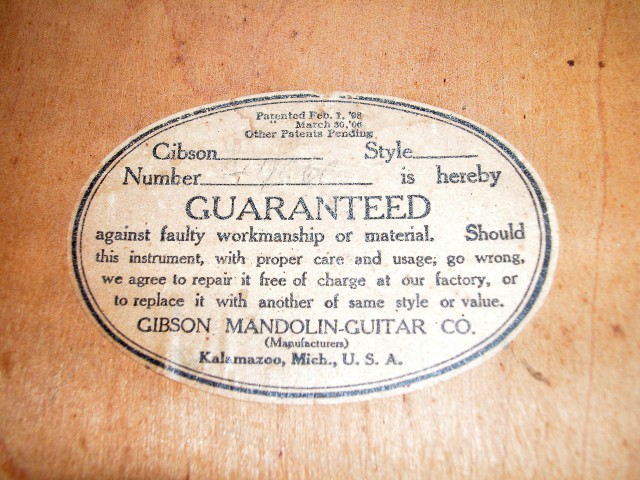 Patented Feb. 1, '98
March 30, '06
Other Patents Pending
Gibson Style
Number is hereby
GUARANTEED
against faulty workmanship or material. Should
this instrument, with proper care and usage; go wrong,
we agree to repair it free of charge at our factory, or
to replace it with another of same style or value.
GIBSON MANDOLIN-GUITAR CO.
(Manufacturers)
Kalamazoo, Mich., U. S. A.